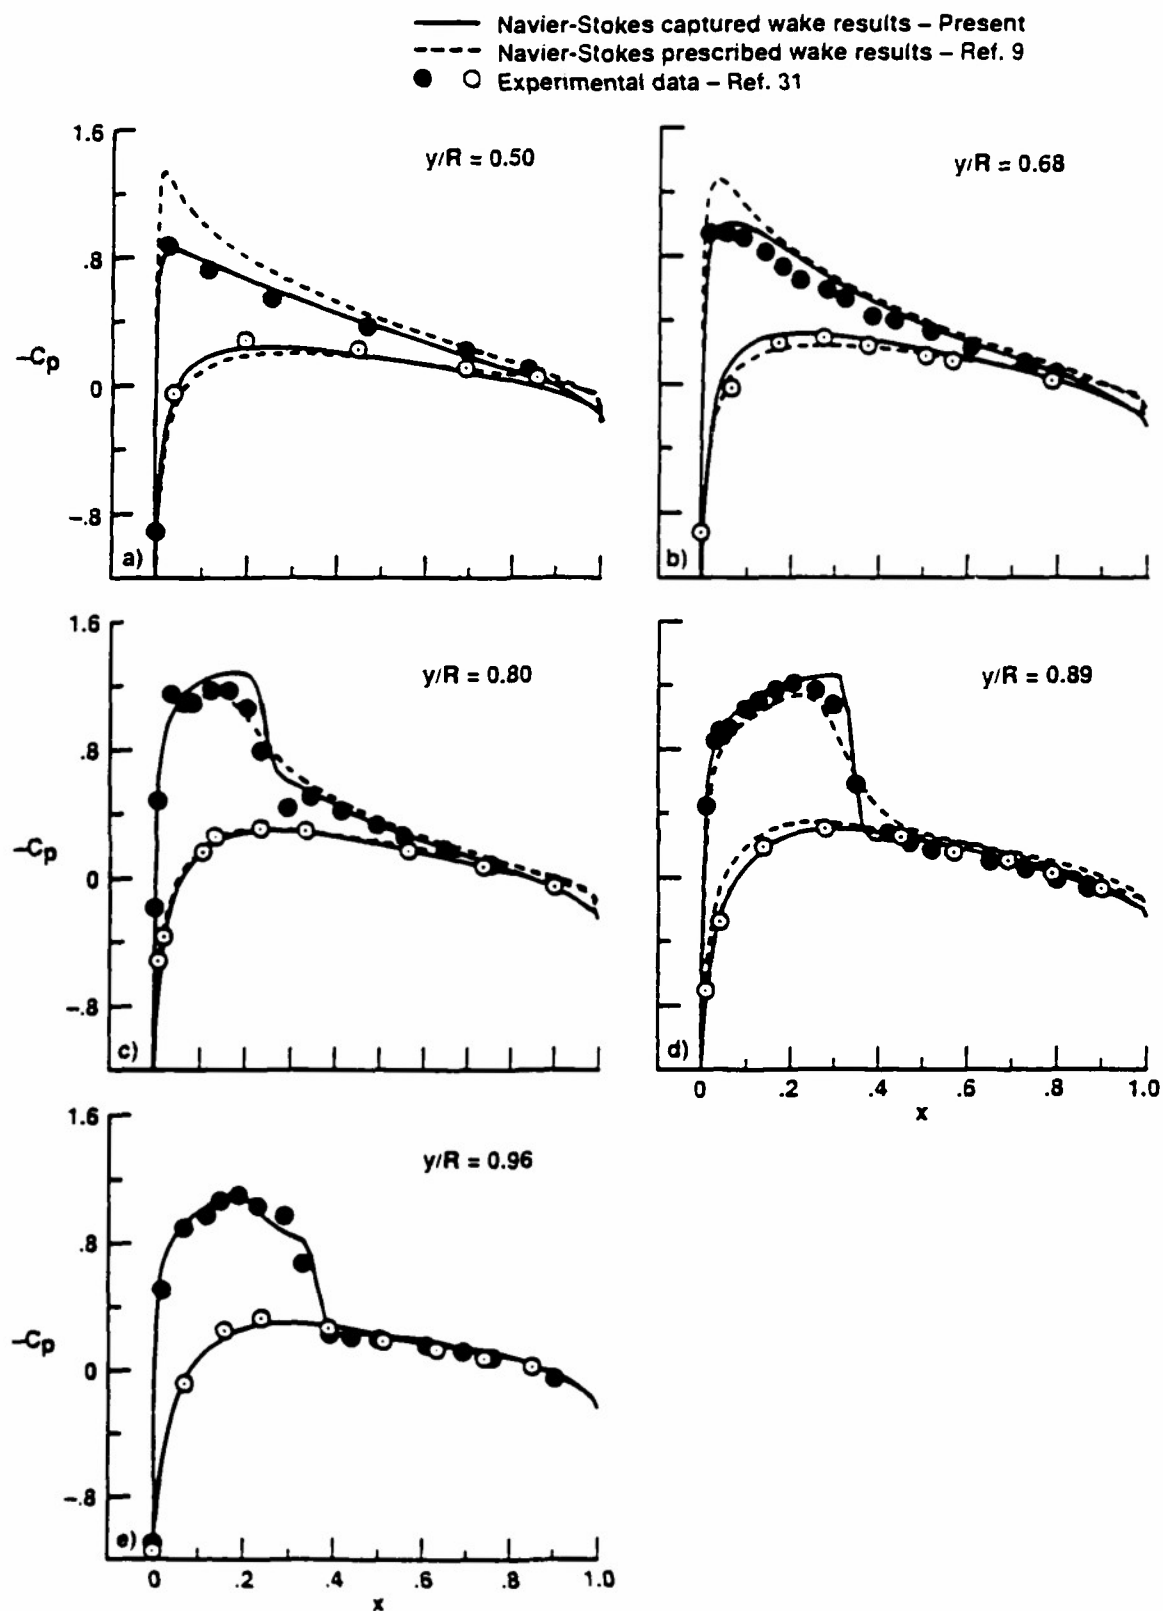 Navier-Stokes captured wake results – Present
Navier-Stokes prescribed wake results – Ref. 9
Experimental data – Ref. 31
1.6
y/R = 0.50
y/R = 0.68
.8
–Cp
0
–.8
a)
b)
1.6
y/R = 0.80
y/R = 0.89
.8
–Cp
0
–.8
c)
d)
0 .2 .4 .6 .8 1.0
x
1.6
y/R = 0.96
.8
–Cp
0
–.8
e)
0 .2 .4 .6 .8 1.0
x